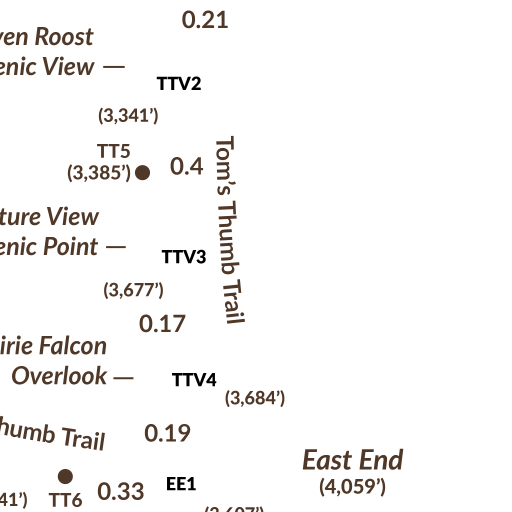 0.21
ven Roost
enic View —
TTV2
(3,341’)
TT5
(3,385’)
0.4
Tom’s Thumb Trail
ture View
enic Point —
TTV3
(3,677’)
0.17
irie Falcon
Overlook —
TTV4
(3,684’)
humb Trail
0.19
East End
(4,059’)
EE1
0.33
TT6
41’)